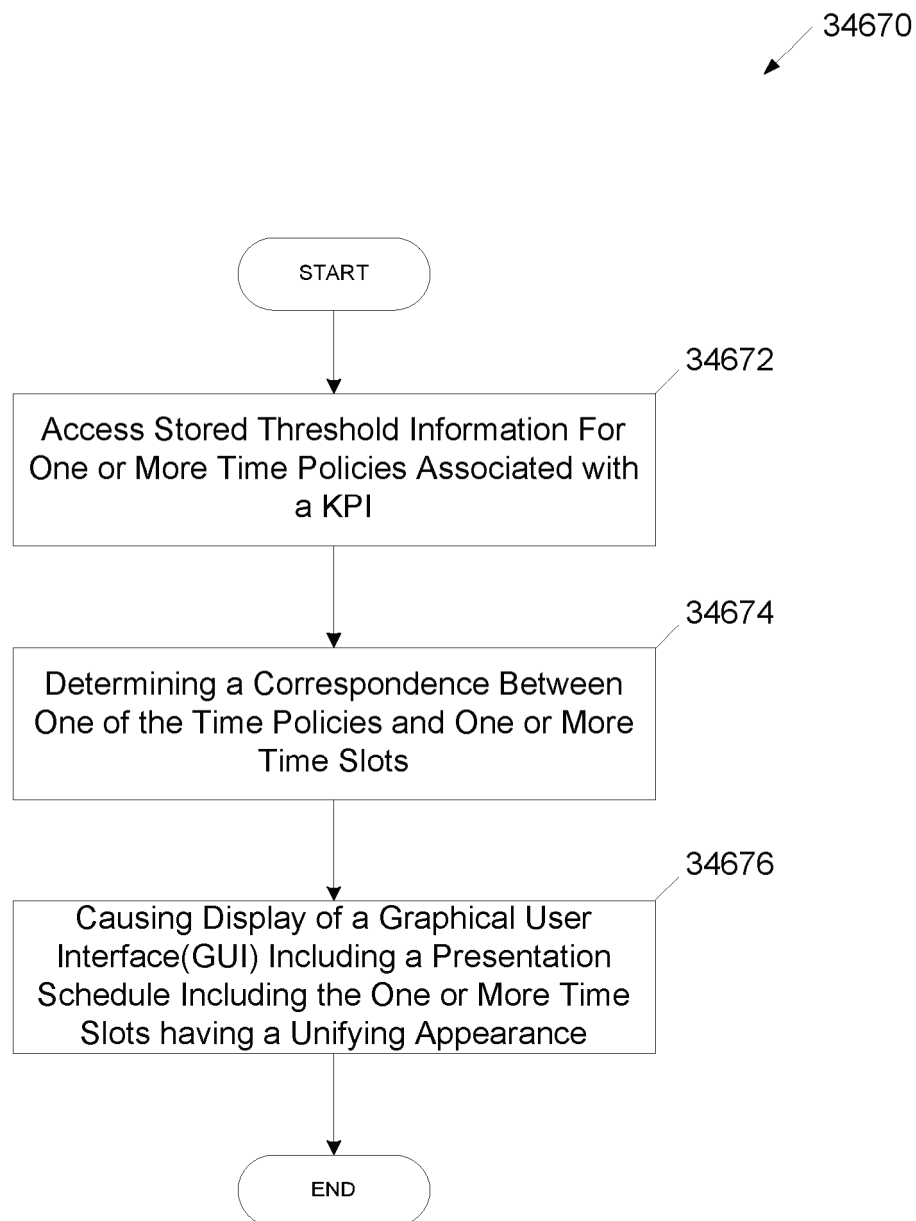 34670
START
34672
Access Stored Threshold Information For
One or More Time Policies Associated with
a KPI
34674
Determining a Correspondence Between
One of the Time Policies and One or More
Time Slots
34676
Causing Display of a Graphical User
Interface(GUI) Including a Presentation
Schedule Including the One or More Time
Slots having a Unifying Appearance
END